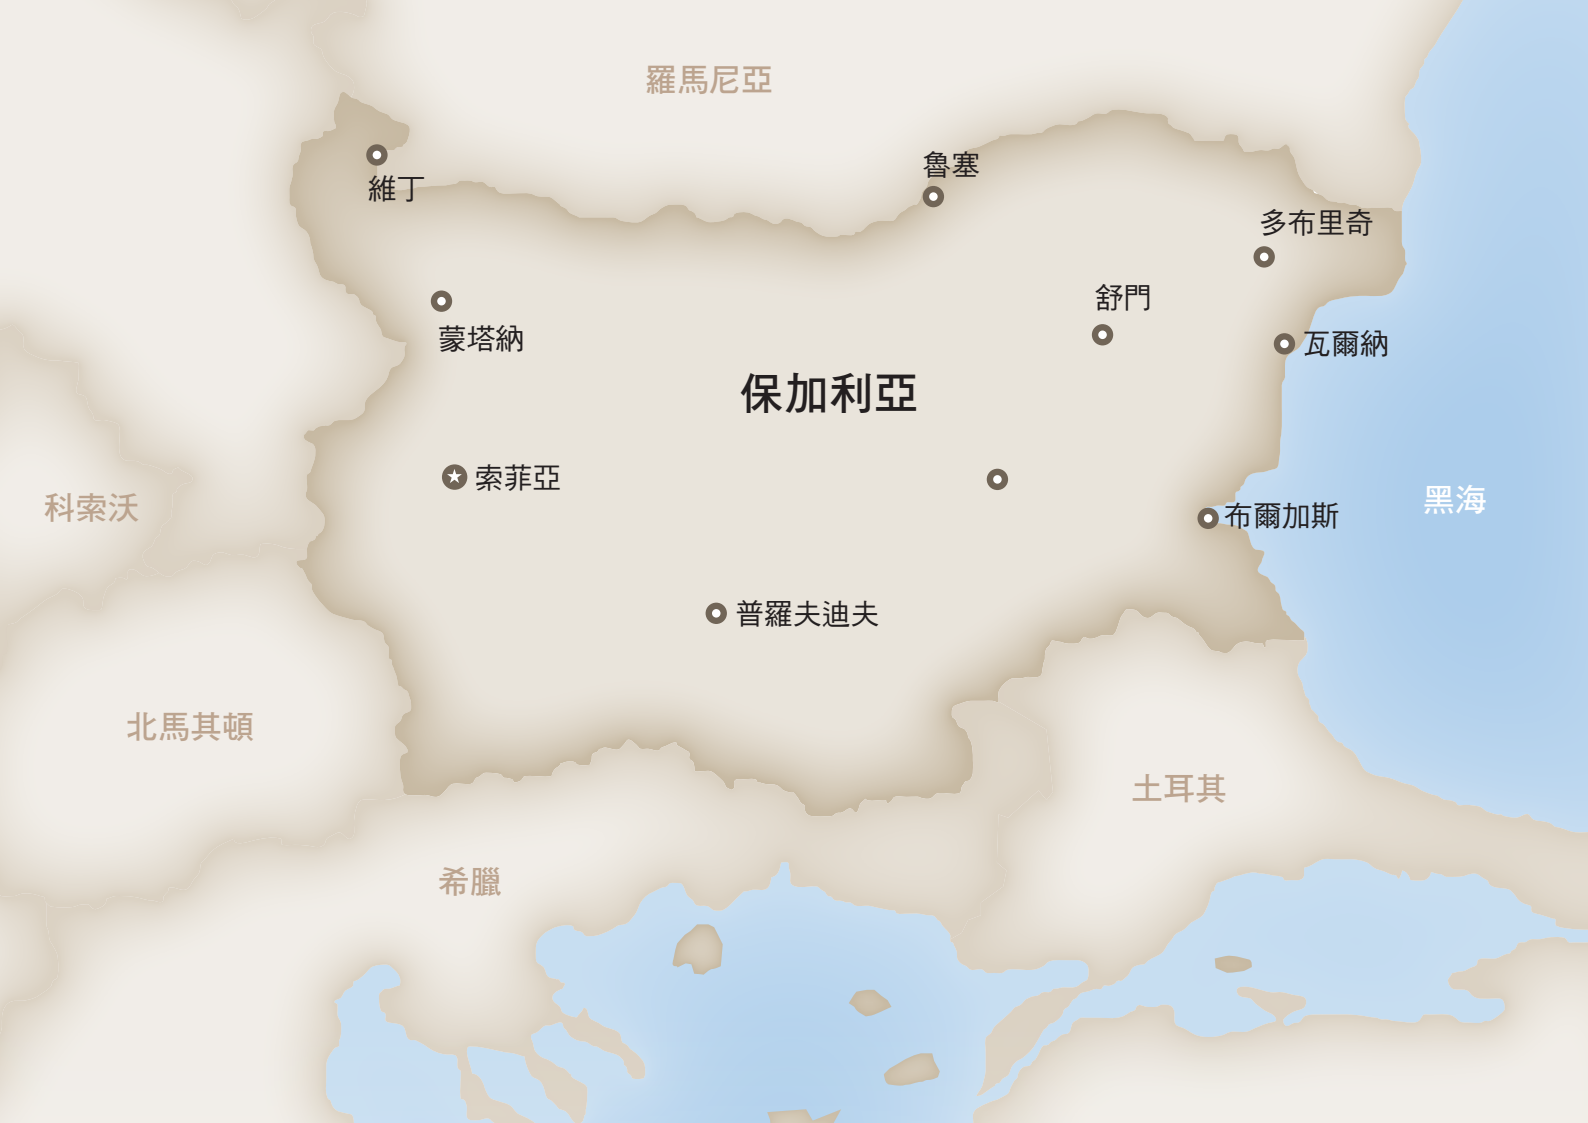 羅馬尼亞
魯塞
維丁
多布里奇
舒門
蒙塔納
瓦爾納
保加利亞
索菲亞
黑海
科索沃
布爾加斯
普羅夫迪夫
北馬其頓
土耳其
希臘